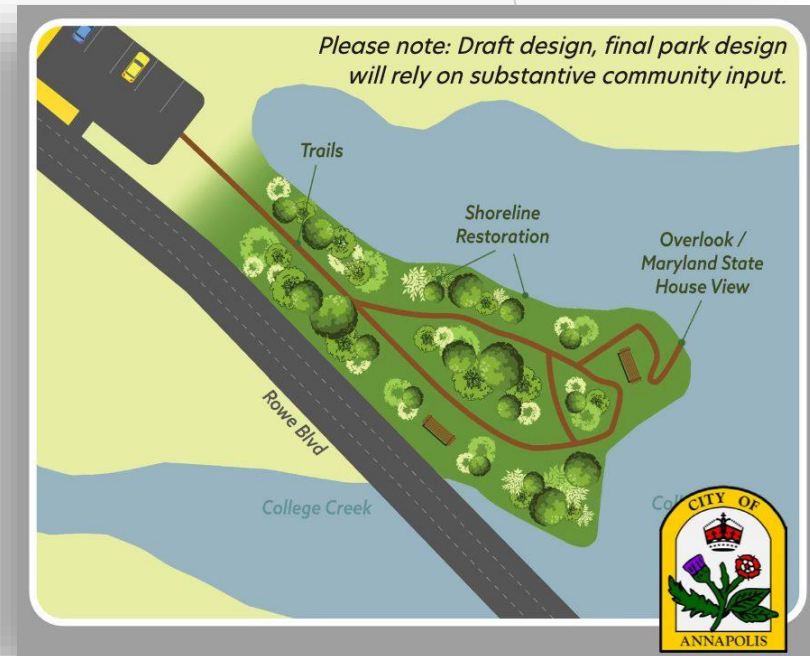 Please note: Draft design, final park design
will rely on substantive community input.
Trails
Shoreline
Restoration
Overlook /
Maryland State
House View
Rowe Blvd
College Creek
CITY OF
ANNAPOLIS